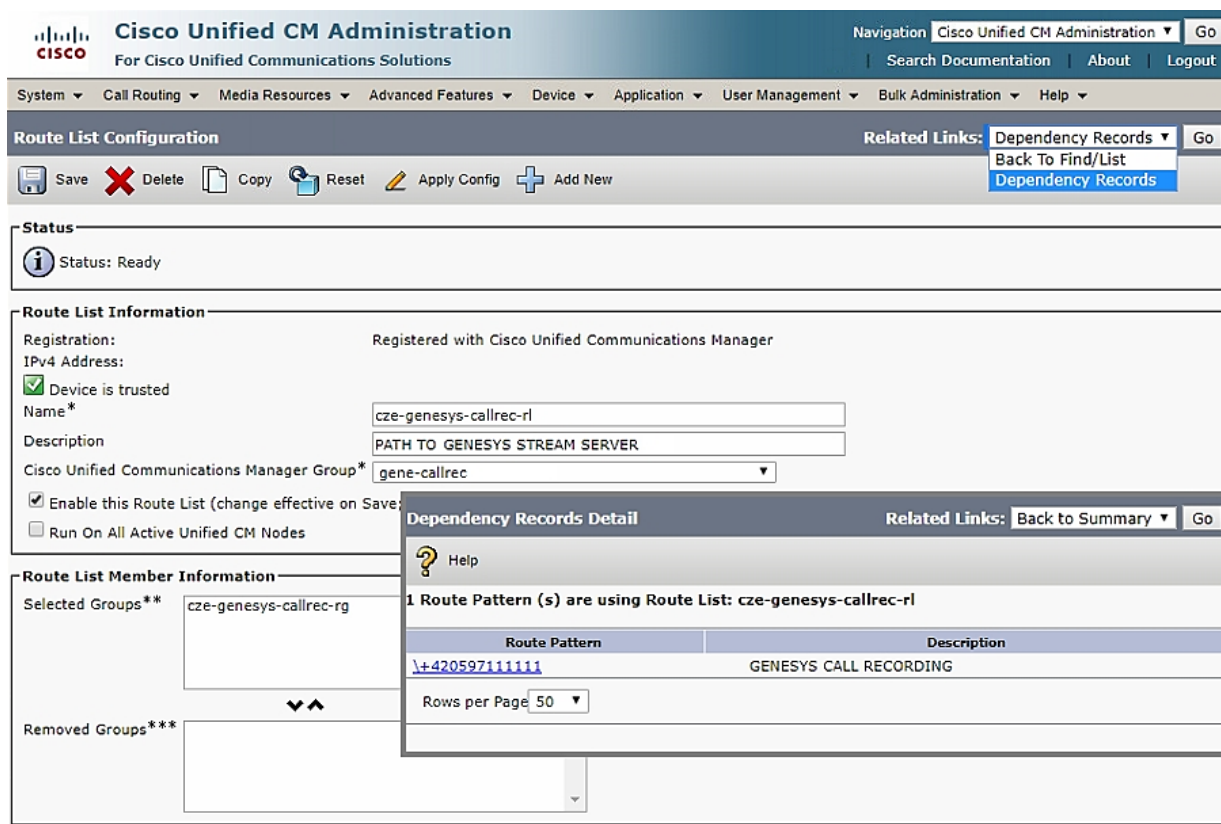 CISCO
Cisco Unified CM Administration
For Cisco Unified Communications Solutions
Navigation Cisco Unified CM Administration Go
Search Documentation | About | Logout
System Call Routing Media Resources Advanced Features Device Application User Management Bulk Administration Help
Route List Configuration
Related Links: Dependency Records Go
Back To Find/List
Dependency Records
Save Delete Copy Reset Apply Config Add New
Status
Status: Ready
Route List Information
Registration: Registered with Cisco Unified Communications Manager
IPv4 Address:
Device is trusted
Name* cze-genesys-callrec-rl
Description PATH TO GENESYS STREAM SERVER
Cisco Unified Communications Manager Group* gene-callrec
Enable this Route List (change effective on Save;
Run On All Active Unified CM Nodes
Route List Member Information
Selected Groups** cze-genesys-callrec-rg
Removed Groups***
Dependency Records Detail
Related Links: Back to Summary Go
Help
1 Route Pattern (s) are using Route List: cze-genesys-callrec-rl
Route Pattern Description
\+420597111111 GENESYS CALL RECORDING
Rows per Page 50